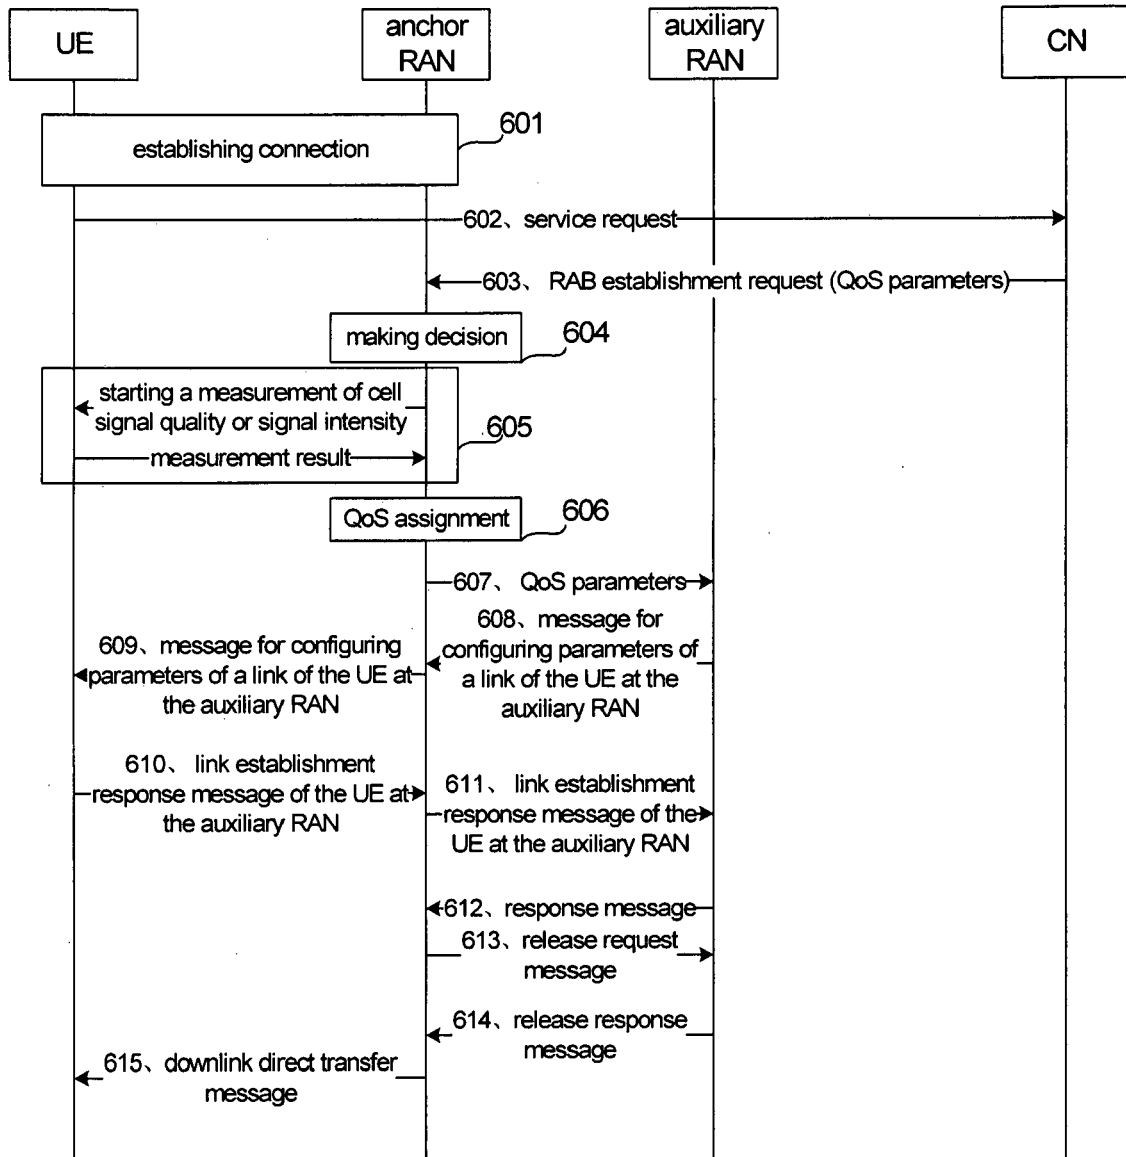 UE
anchor
RAN
auxiliary
RAN
CN
establishing connection
601
602、service request
603、 RAB establishment request (QoS parameters)
making decision
604
starting a measurement of cell
signal quality or signal intensity
measurement result
605
QoS assignment
606
607、 QoS parameters
608、message for
configuring parameters of
a link of the UE at the
auxiliary RAN
609、message for configuring
parameters of a link of the UE at
the auxiliary RAN
610、 link establishment
response message of the UE at
the auxiliary RAN
611、 link establishment
response message of the
UE at the auxiliary RAN
612、response message
613、release request
message
614、release response
message
615、downlink direct transfer
message